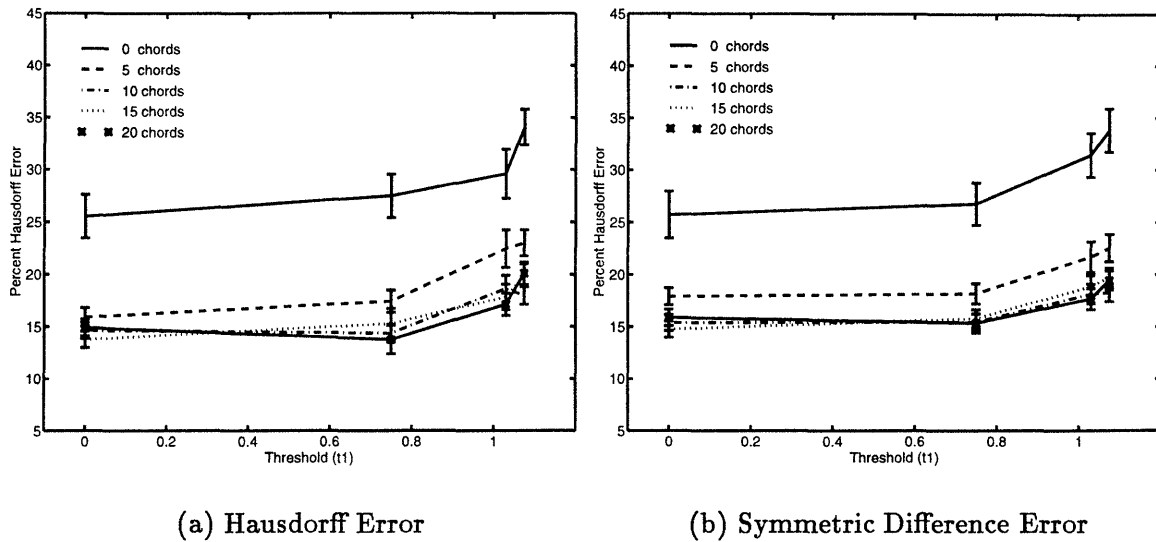 45
40
35
30
25
20
15
10
5
Percent Hausdorff Error
0 chords
5 chords
10 chords
15 chords
20 chords
0 0.2 0.4 0.6 0.8 1
Threshold (t1)
(a) Hausdorff Error
45
40
35
30
25
20
15
10
5
Percent Hausdorff Error
0 chords
5 chords
10 chords
15 chords
20 chords
0 0.2 0.4 0.6 0.8 1
Threshold (t1)
(b) Symmetric Difference Error